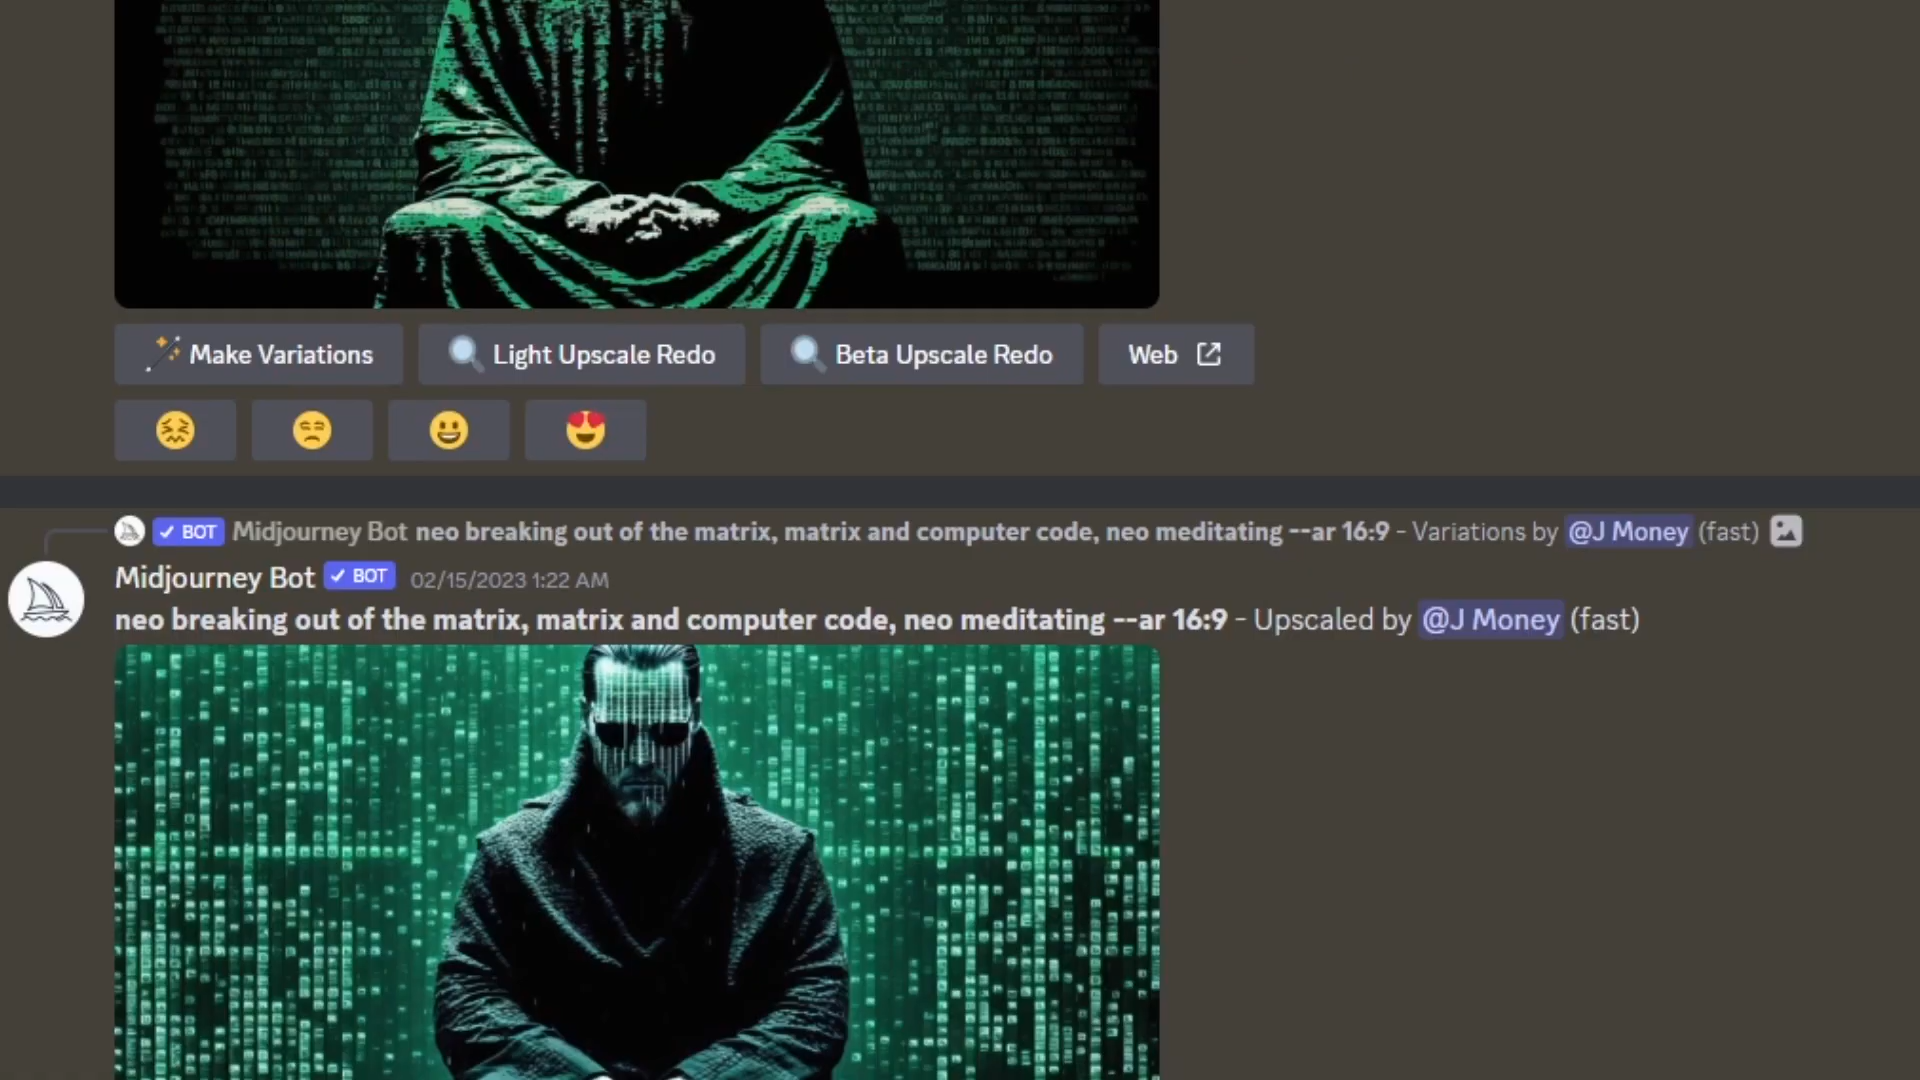 Make Variations
Light Upscale Redo
Beta Upscale Redo
Web
BOT Midjourney Bot neo breaking out of the matrix, matrix and computer code, neo meditating --ar 16:9 - Variations by @J Money (fast)
Midjourney Bot BOT 02/15/2023 1:22 AM
neo breaking out of the matrix, matrix and computer code, neo meditating --ar 16:9 - Upscaled by @J Money (fast)